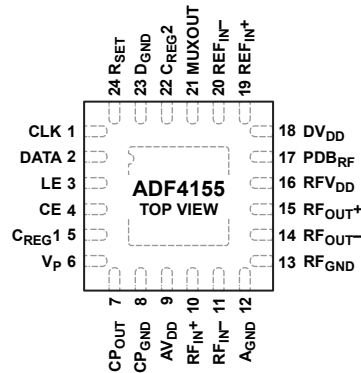 24 RSET
23 DGND
22 CREG2
21 MUXOUT
20 REFIN–
19 REFIN+
CLK 1
DATA 2
LE 3
CE 4
CREG1 5
VP 6
ADF4155
TOP VIEW
18 DVDD
17 PDBRF
16 RFVDD
15 RFOUT+
14 RFOUT–
13 RFGND
CPOUT 7
CPGND 8
AVDD 9
RFIN+ 10
RFIN– 11
AGND 12